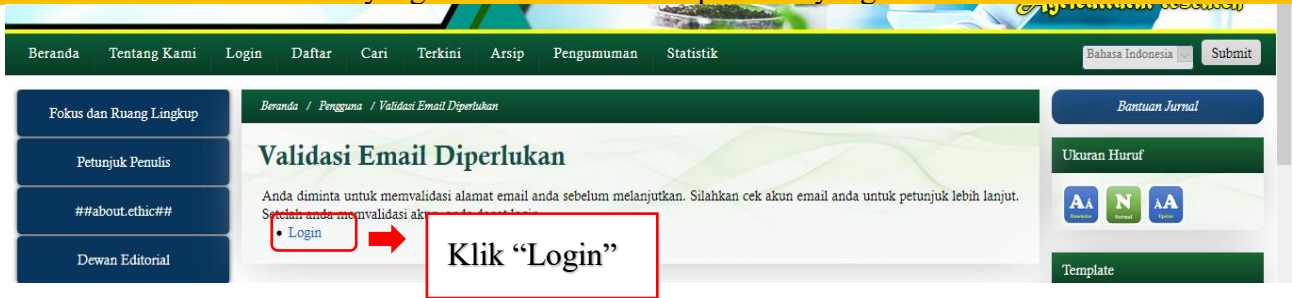 Beranda Tentang Kami Login Daftar Cari Terkini Arsip Pengumuman Statistik Bahasa Indonesia Submit
Fokus dan Ruang Lingkup
Petunjuk Penulis
##about.ethic##
Dewan Editorial
Beranda / Pengguna / Validasi Email Diperlukan
Validasi Email Diperlukan
Anda diminta untuk memvalidasi alamat email anda sebelum melanjutkan. Silahkan cek akun email anda untuk petunjuk lebih lanjut.
Setelah anda memvalidasi akun, anda dapat login
• Login
Klik “Login”
Bantuan Jurnal
Ukuran Huruf
AA N AA
Normal
Template